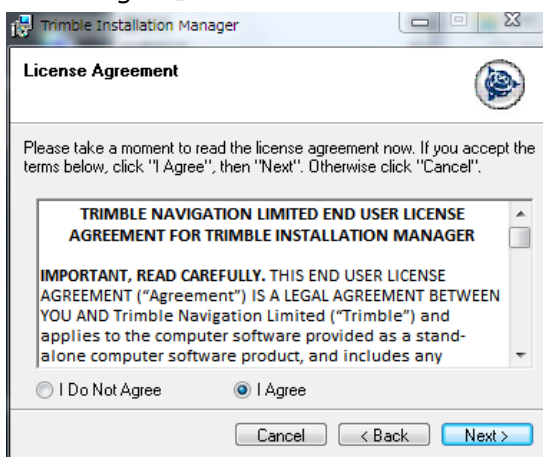 Trimble Installation Manager
License Agreement
Please take a moment to read the license agreement now. If you accept the
terms below, click "I Agree", then "Next". Otherwise click "Cancel".
TRIMBLE NAVIGATION LIMITED END USER LICENSE
AGREEMENT FOR TRIMBLE INSTALLATION MANAGER
IMPORTANT, READ CAREFULLY. THIS END USER LICENSE
AGREEMENT (“Agreement”) IS A LEGAL AGREEMENT BETWEEN
YOU AND Trimble Navigation Limited (“Trimble”) and
applies to the computer software provided as a stand-
alone computer software product, and includes any
I Do Not Agree I Agree
Cancel < Back Next >